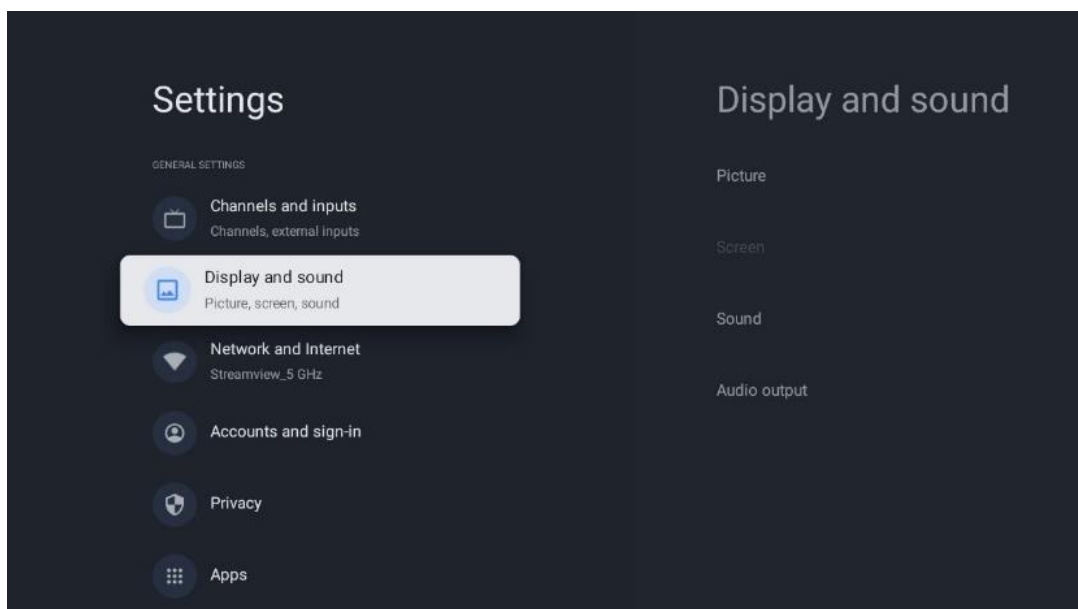 Settings
GENERAL SETTINGS
Channels and inputs
Channels, external inputs
Display and sound
Picture, screen, sound
Network and Internet
Streamview_5 GHz
Accounts and sign-in
Privacy
Apps
Display and sound
Picture
Screen
Sound
Audio output